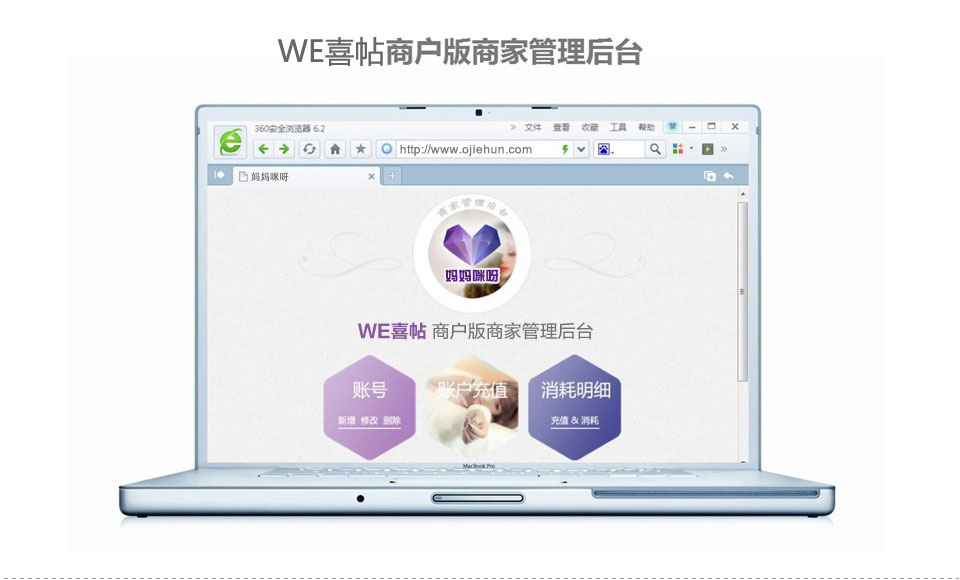 WE喜帖商户版商家管理后台
360安全浏览器 6.2
» 文件 查看 收藏 工具 帮助
http://www.ojiehun.com
妈妈咪呀
商家管理后台
妈妈咪呀
WE喜帖 商户版商家管理后台
账号 账户充值 消耗明细
新增 修改 删除 充值 & 消耗
MacBook Pro